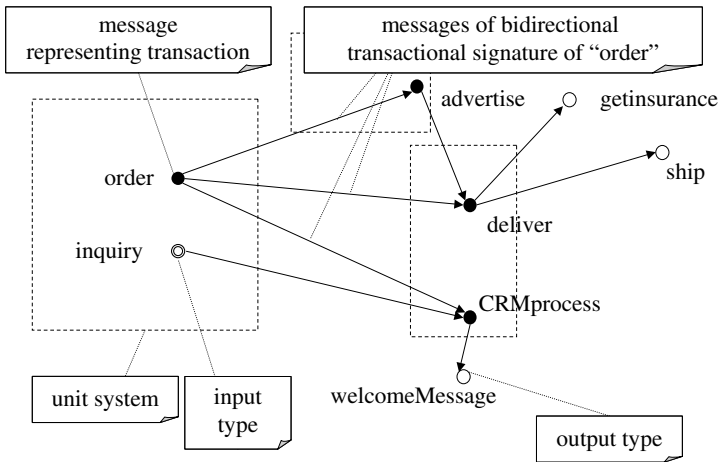 message
representing transaction
messages of bidirectional
transactional signature of “order”
advertise
getinsurance
order
ship
deliver
inquiry
CRMprocess
welcomeMessage
unit system
input
type
output type